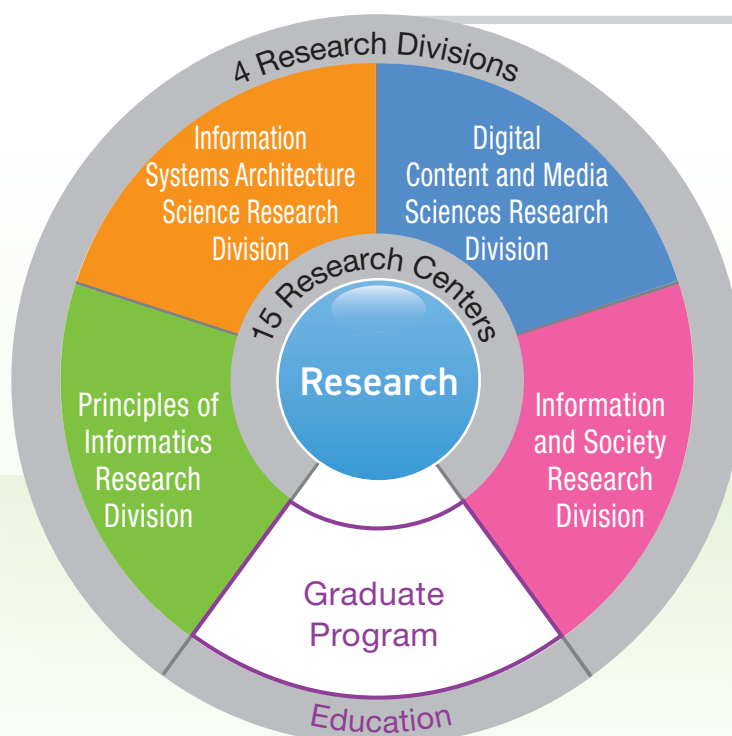 4 Research Divisions
Information
Systems Architecture
Science Research
Division
Digital
Content and Media
Sciences Research
Division
15 Research Centers
Research
Principles of
Informatics
Research
Division
Information
and Society
Research
Division
Graduate
Program
Education